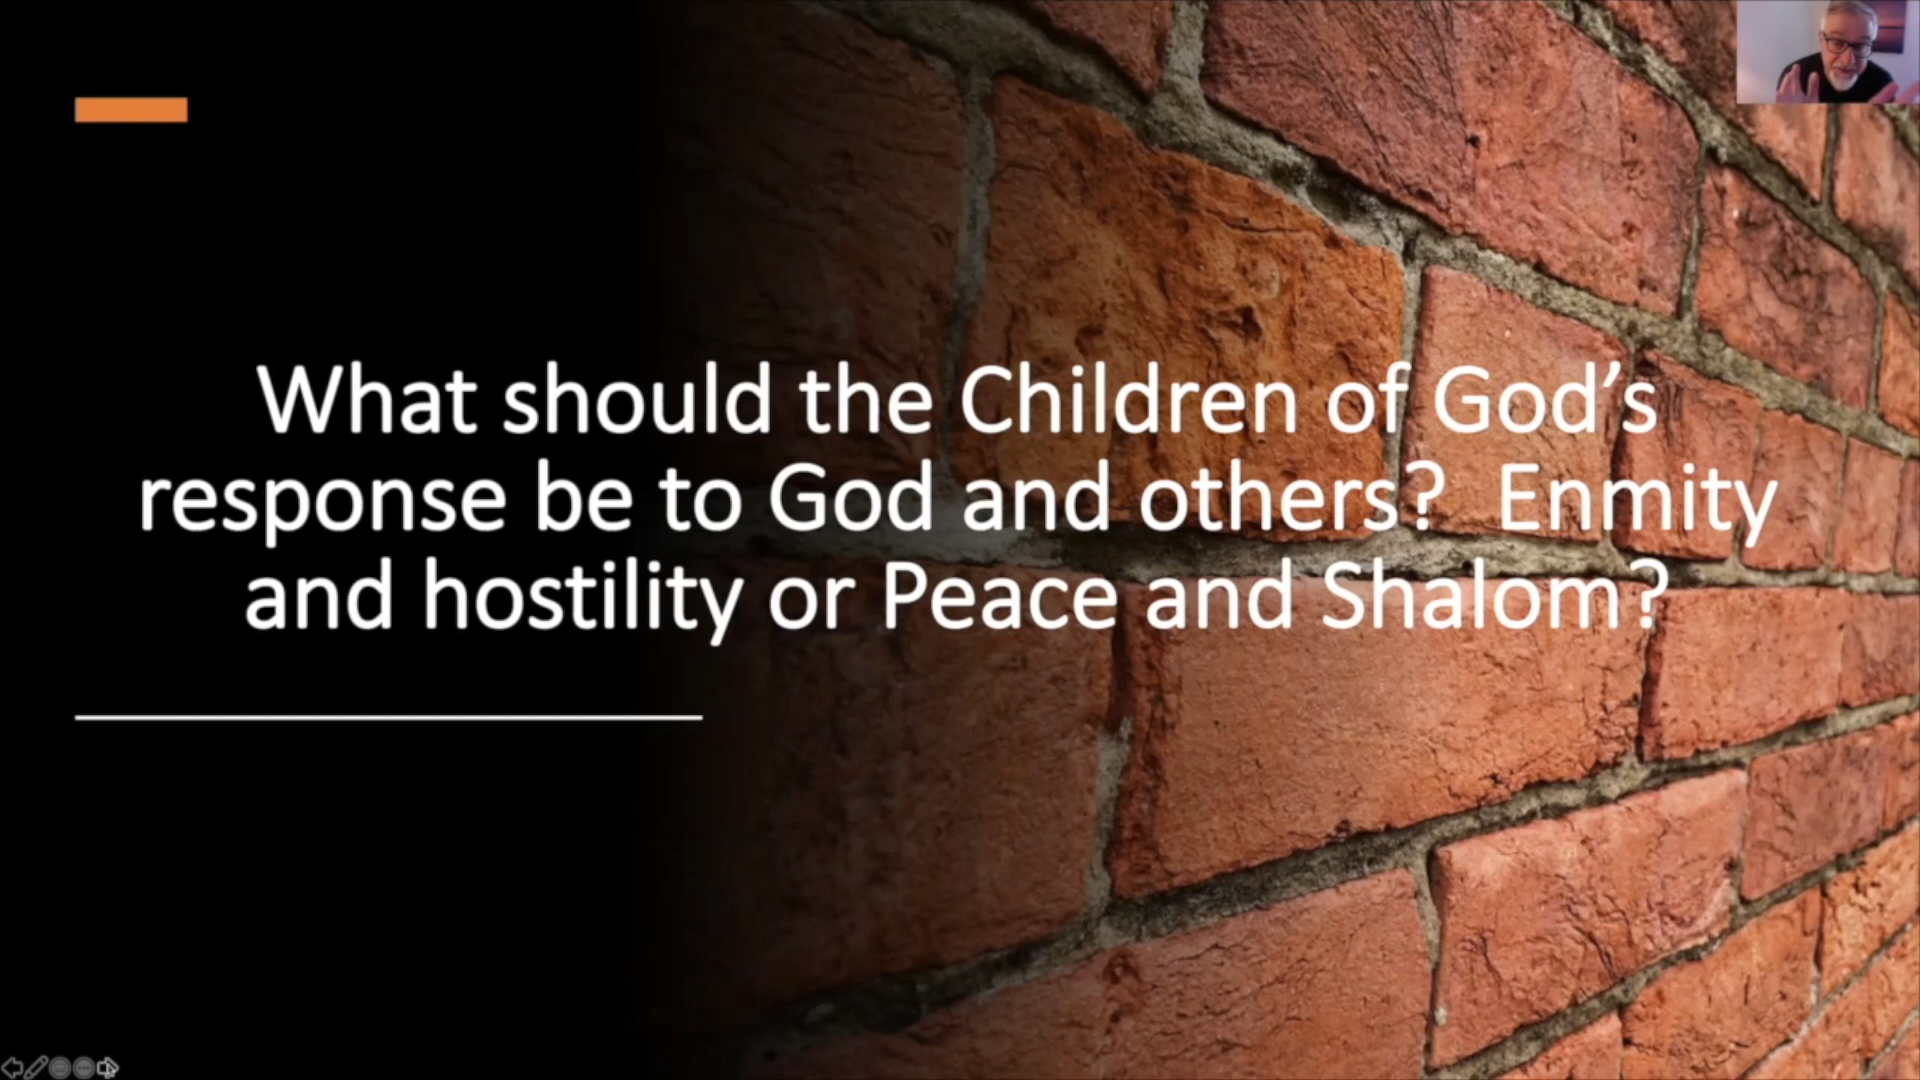 What should the Children of God’s
response be to God and others?  Enmity
and hostility or Peace and Shalom?